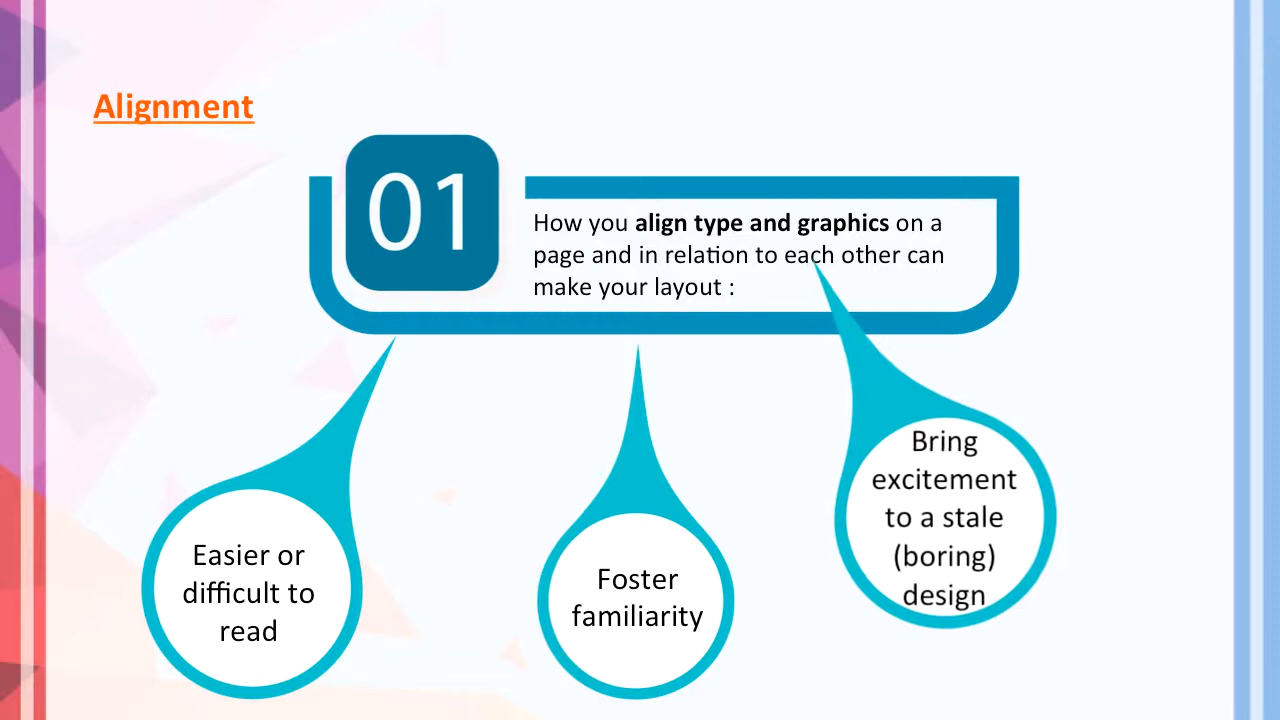 Alignment
01
How you align type and graphics on a
page and in relation to each other can
make your layout :
Easier or
difficult to
read
Foster
familiarity
Bring
excitement
to a stale
(boring)
design